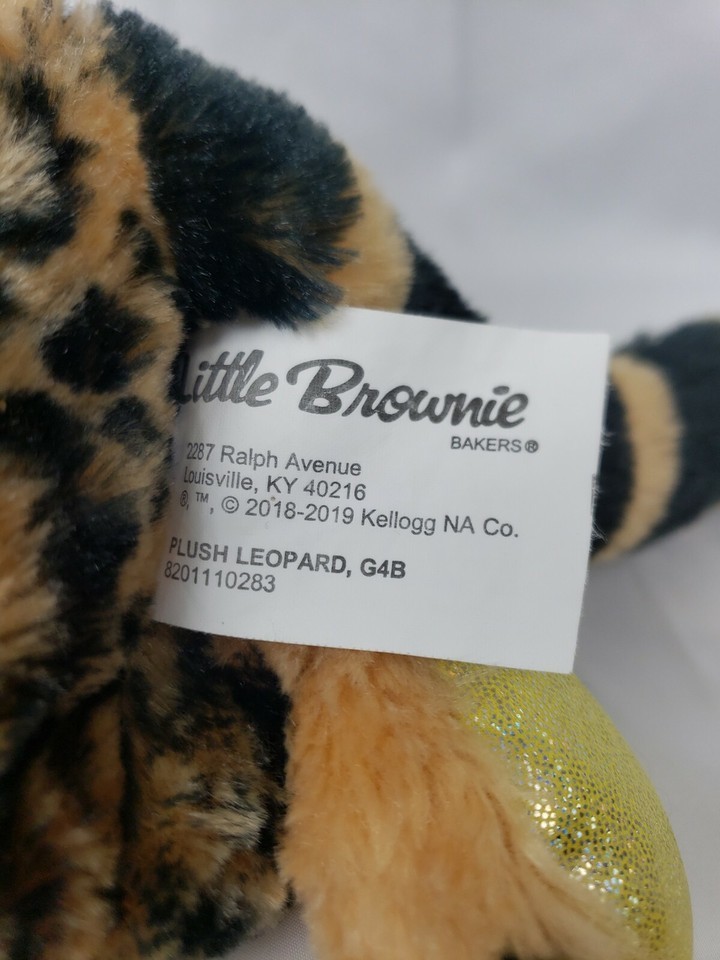 Little Brownie
BAKERS®
2287 Ralph Avenue
Louisville, KY 40216
®, ™, © 2018-2019 Kellogg NA Co.
PLUSH LEOPARD, G4B
8201110283